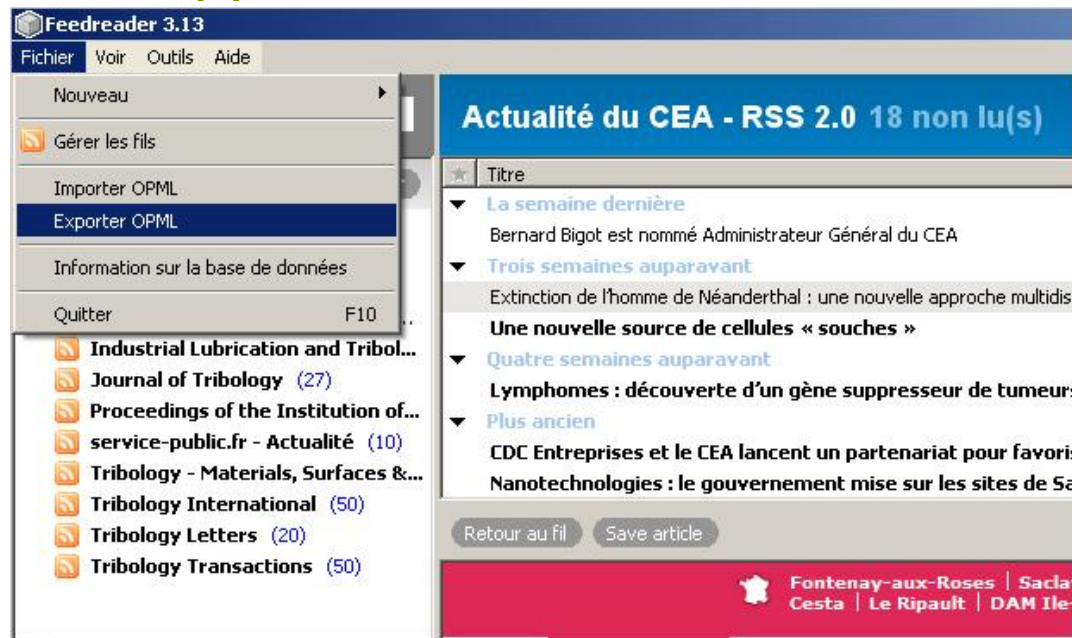 Feedreader 3.13
Fichier Voir Outils Aide
Nouveau
Gérer les fils
Importer OPML
Exporter OPML
Information sur la base de données
Quitter F10
Industrial Lubrication and Tribol...
Journal of Tribology (27)
Proceedings of the Institution of...
service-public.fr - Actualité (10)
Tribology - Materials, Surfaces &...
Tribology International (50)
Tribology Letters (20)
Tribology Transactions (50)
Actualité du CEA - RSS 2.0 18 non lu(s)
Titre
La semaine dernière
Bernard Bigot est nommé Administrateur Général du CEA
Trois semaines auparavant
Extinction de l'homme de Néanderthal : une nouvelle approche multidis
Une nouvelle source de cellules « souches »
Quatre semaines auparavant
Lymphomes : découverte d'un gène suppresseur de tumeurs
Plus ancien
CDC Entreprises et le CEA lancent un partenariat pour favoris
Nanotechnologies : le gouvernement mise sur les sites de Sa
Retour au fil Save article
Fontenay-aux-Roses | Sacla
Cesta | Le Ripault | DAM Ile-